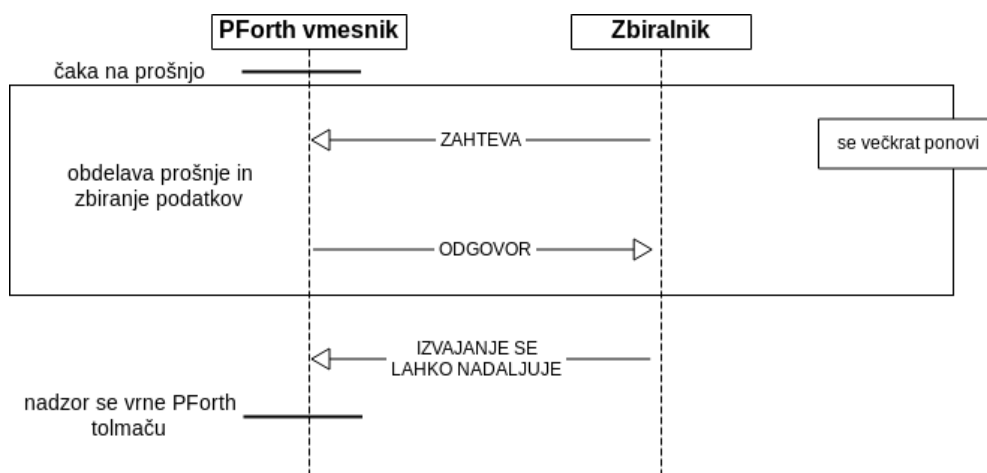 PForth vmesnik
Zbiralnik
čaka na prošnjo
ZAHTEVA
se večkrat ponovi
obdelava prošnje in
zbiranje podatkov
ODGOVOR
IZVAJANJE SE
LAHKO NADALJUJE
nadzor se vrne PForth
tolmaču